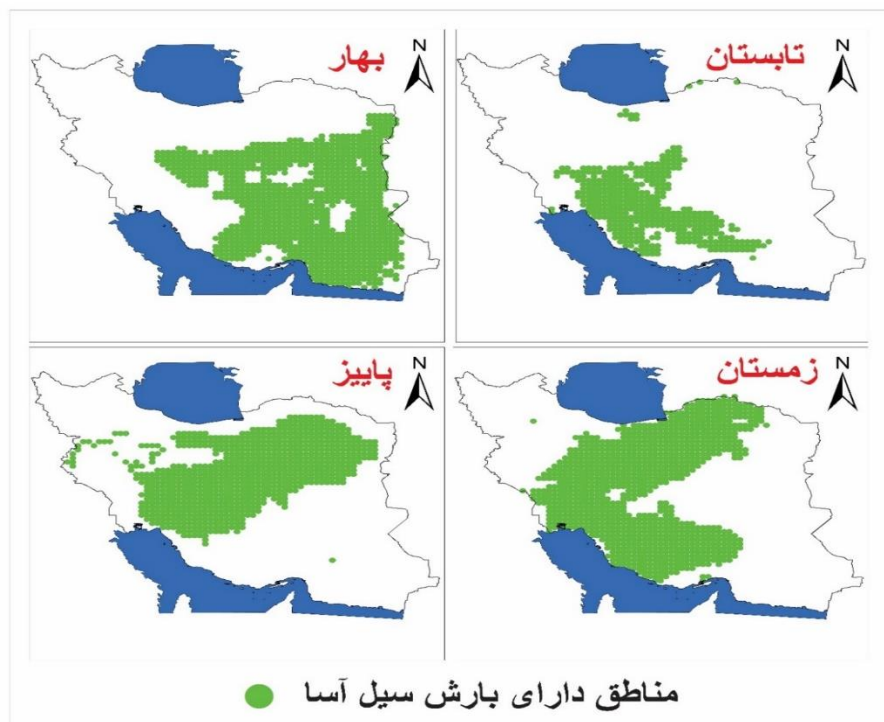 بهار
N
تابستان
N
پاییز
N
زمستان
N
مناطق دارای بارش سیل آسا